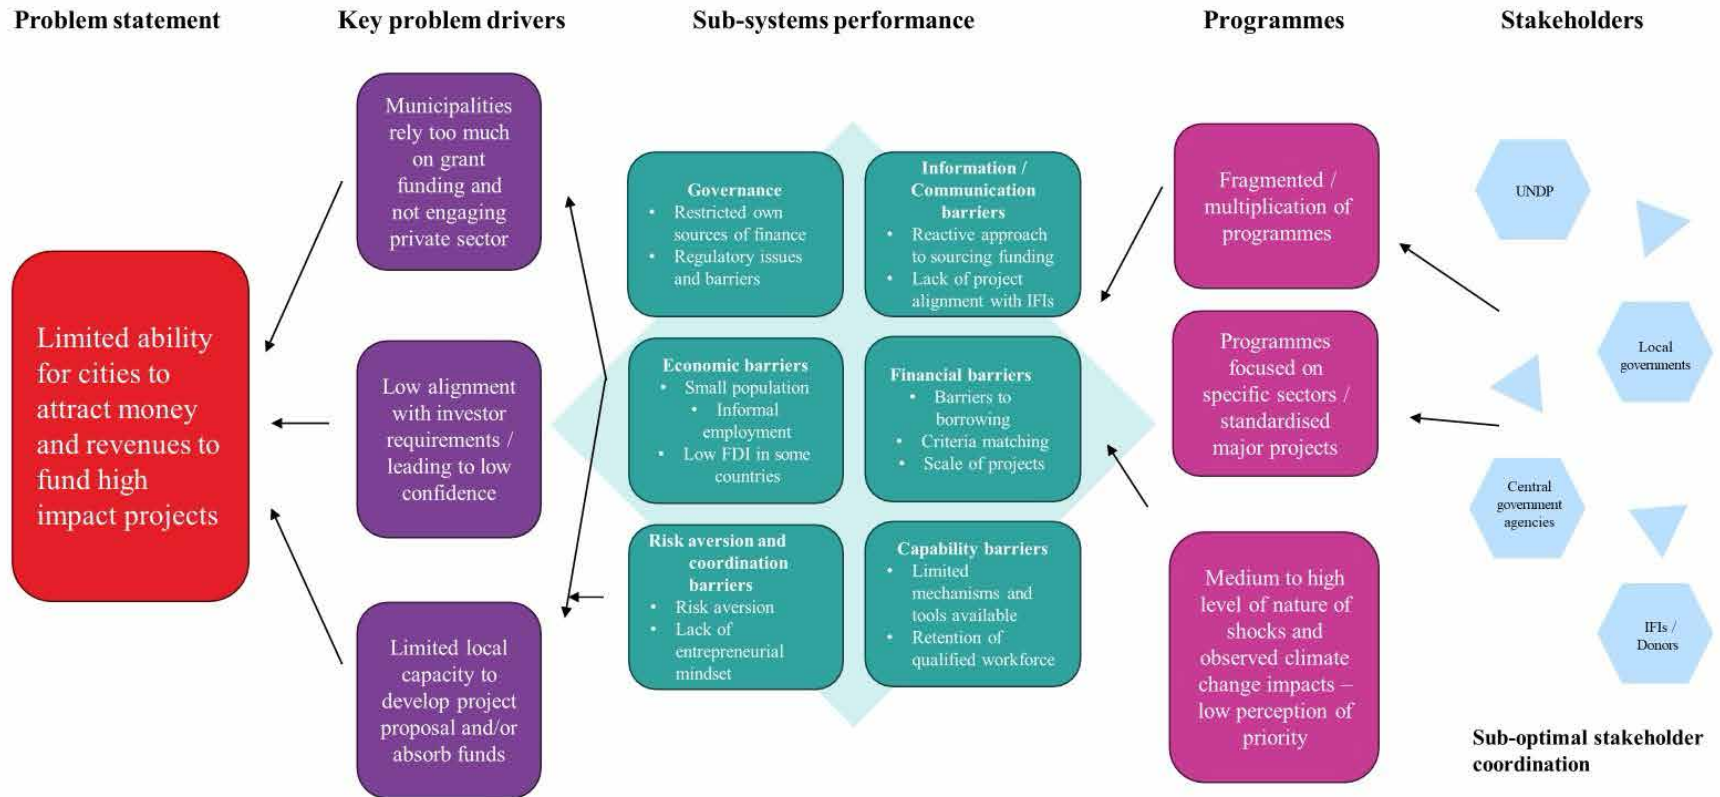 Problem statement
Key problem drivers
Sub-systems performance
Programmes
Stakeholders
Limited ability
for cities to
attract money
and revenues to
fund high
impact projects
Municipalities
rely too much
on grant
funding and
not engaging
private sector
Low alignment
with investor
requirements /
leading to low
confidence
Limited local
capacity to
develop project
proposal and/or
absorb funds
Governance
• Restricted own
sources of finance
• Regulatory issues
and barriers
Information /
Communication
barriers
• Reactive approach
to sourcing funding
• Lack of project
alignment with IFIs
Economic barriers
• Small population
• Informal
employment
• Low FDI in some
countries
Financial barriers
• Barriers to
borrowing
• Criteria matching
• Scale of projects
Risk aversion and
coordination
barriers
• Risk aversion
• Lack of
entrepreneurial
mindset
Capability barriers
• Limited
mechanisms and
tools available
• Retention of
qualified workforce
Fragmented /
multiplication of
programmes
Programmes
focused on
specific sectors /
standardised
major projects
Medium to high
level of nature of
shocks and
observed climate
change impacts –
low perception of
priority
UNDP
Local
governments
Central
government
agencies
IFIs /
Donors
Sub-optimal stakeholder
coordination